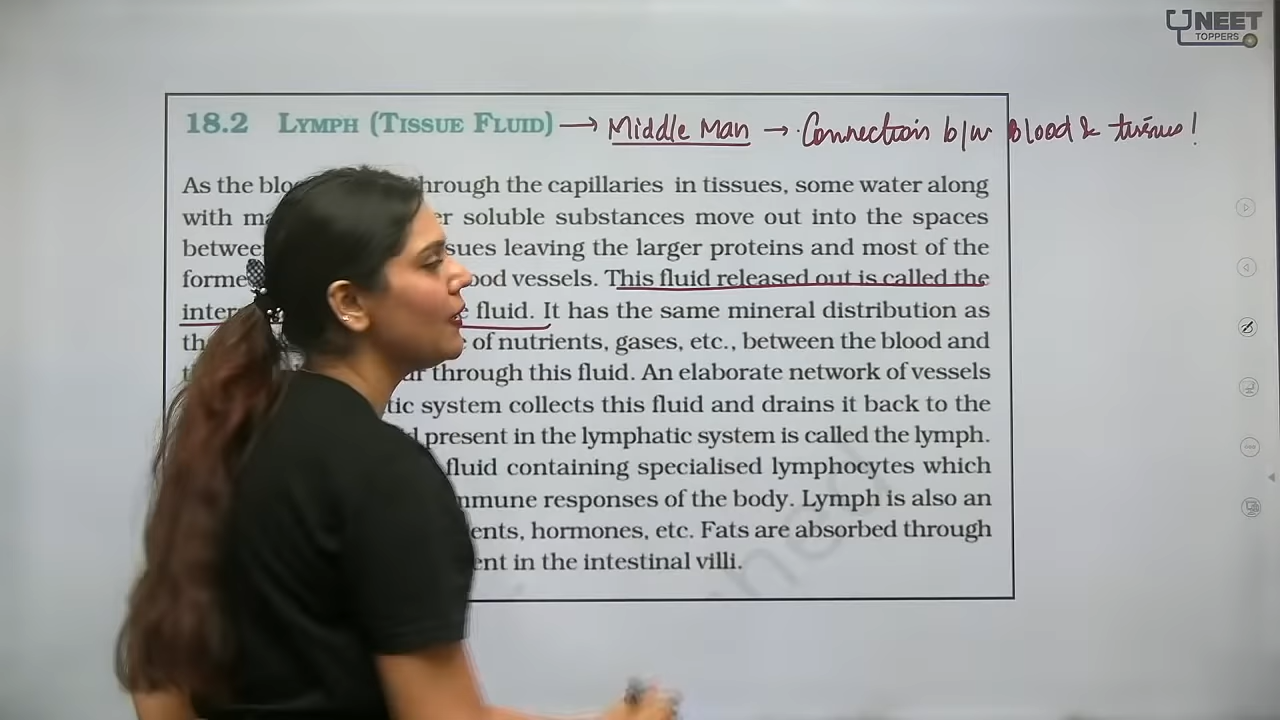 NEET
TOPPERS
18.2 LYMPH (TISSUE FLUID) → Middle Man → Connection b/w Blood & tissues!
As the blo through the capillaries in tissues, some water along
with ma er soluble substances move out into the spaces
betwee sues leaving the larger proteins and most of the
forme ood vessels. This fluid released out is called the
inter fluid. It has the same mineral distribution as
th of nutrients, gases, etc., between the blood and
through this fluid. An elaborate network of vessels
tic system collects this fluid and drains it back to the
present in the lymphatic system is called the lymph.
fluid containing specialised lymphocytes which
mmune responses of the body. Lymph is also an
ents, hormones, etc. Fats are absorbed through
ent in the intestinal villi.